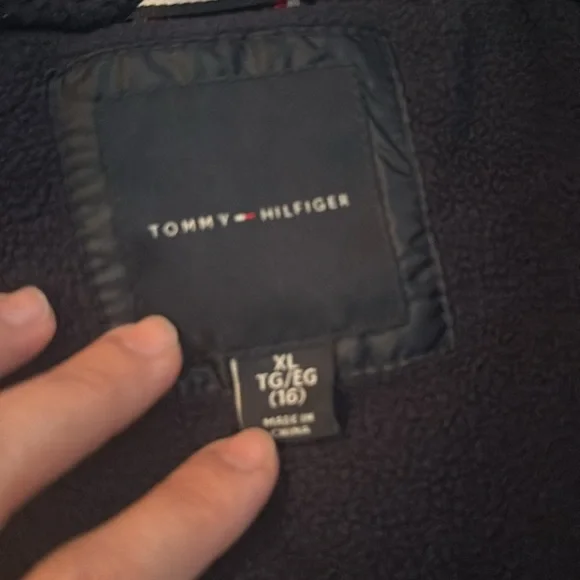 TOMMY HILFIGER
XL
TG/EG
(16)
MADE IN
CHINA